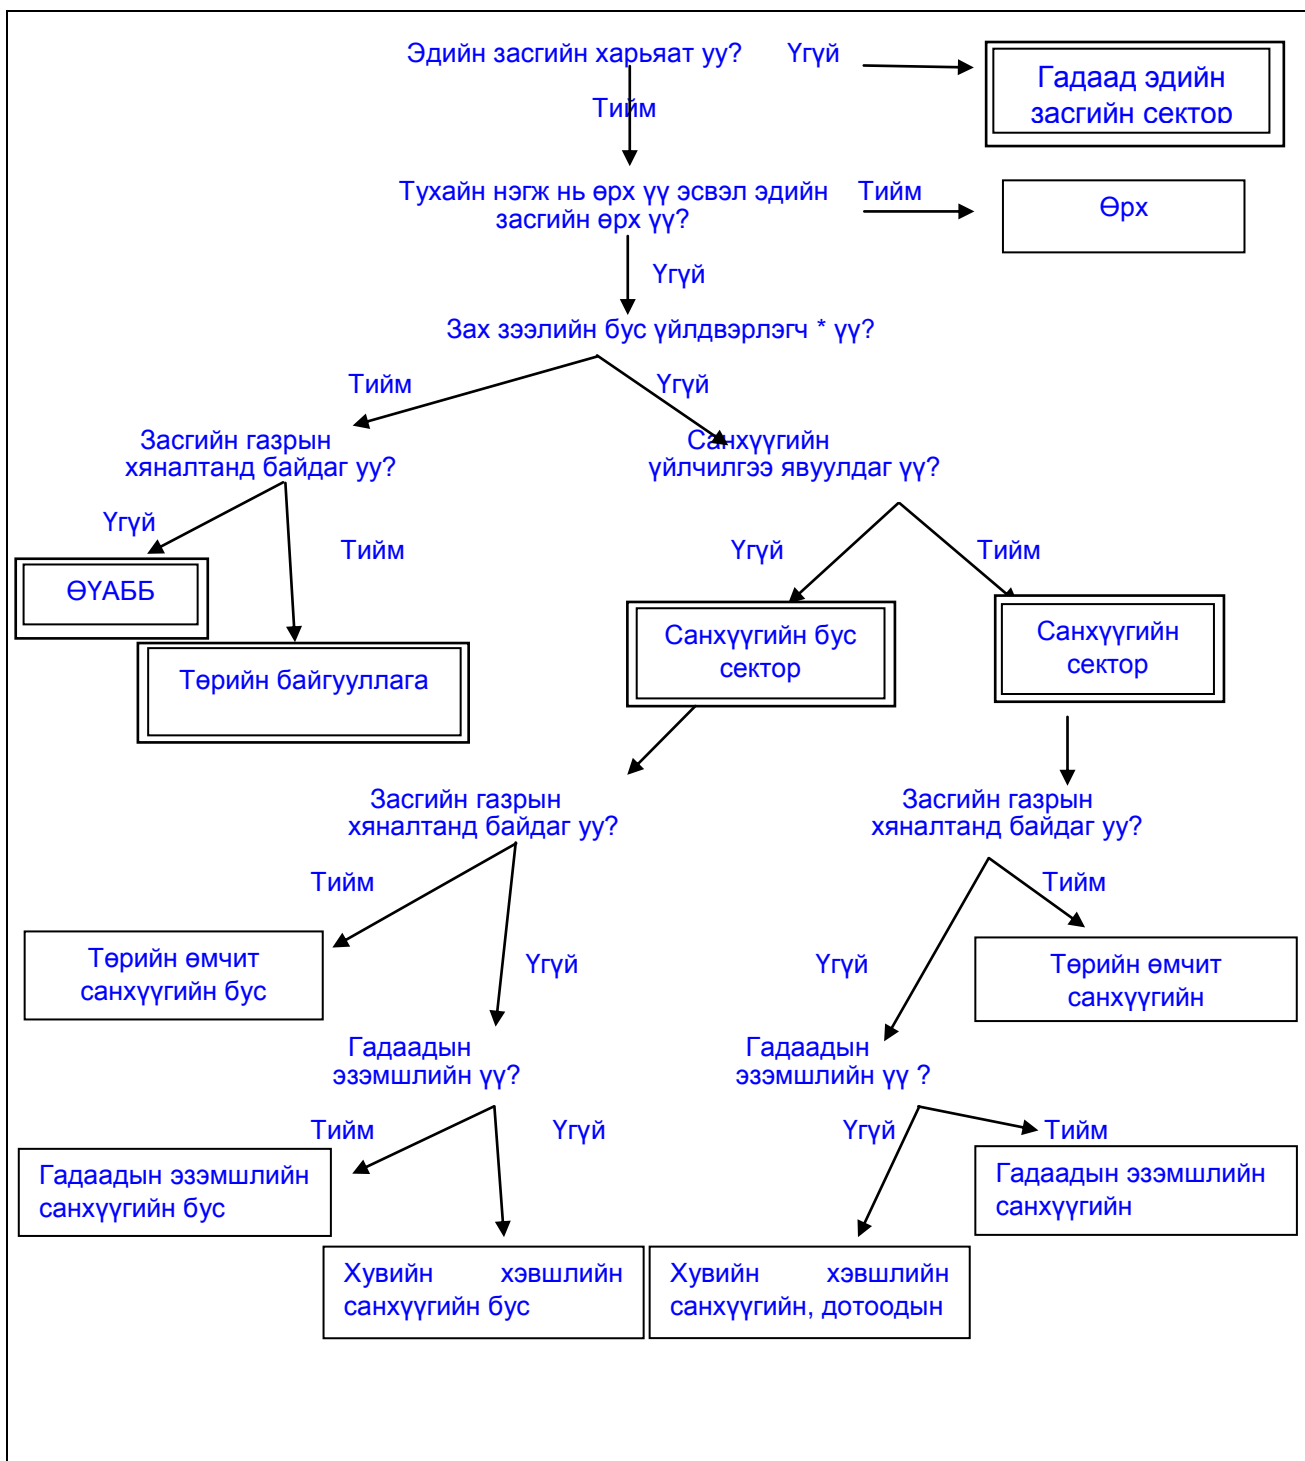 Эдийн засгийн харьяат уу? Үгүй
Гадаад эдийн
засгийн сектор
Тийм
Тухайн нэгж нь өрх үү эсвэл эдийн
засгийн өрх үү?
Тийм
Өрх
Үгүй
Зах зээлийн бус үйлдвэрлэгч * үү?
Тийм
Үгүй
Засгийн газрын
хяналтанд байдаг уу?
Санхүүгийн
үйлчилгээ явуулдаг үү?
Үгүй
Тийм
Үгүй
Тийм
ӨҮАББ
Төрийн байгууллага
Санхүүгийн бус
сектор
Санхүүгийн
сектор
Засгийн газрын
хяналтанд байдаг уу?
Засгийн газрын
хяналтанд байдаг уу?
Тийм
Тийм
Төрийн өмчит
санхүүгийн бус
Үгүй
Үгүй
Төрийн өмчит
санхүүгийн
Гадаадын
эзэмшлийн үү?
Гадаадын
эзэмшлийн үү ?
Тийм
Үгүй
Үгүй
Тийм
Гадаадын эзэмшлийн
санхүүгийн бус
Гадаадын эзэмшлийн
санхүүгийн
Хувийн хэвшлийн
санхүүгийн бус
Хувийн хэвшлийн
санхүүгийн, дотоодын